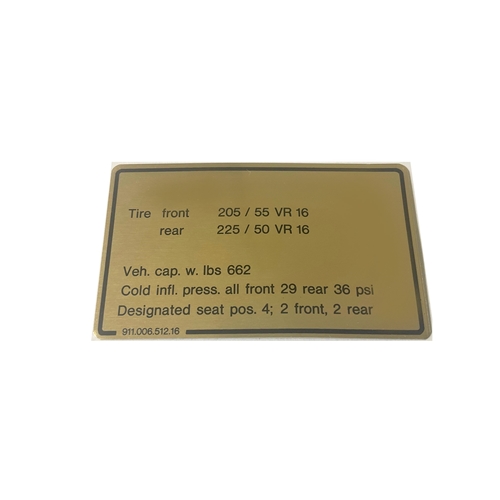 Tire front 205 / 55 VR 16
rear 225 / 50 VR 16
Veh. cap. w. lbs 662
Cold infl. press. all front 29 rear 36 psi
Designated seat pos. 4; 2 front, 2 rear
911.006.512.16